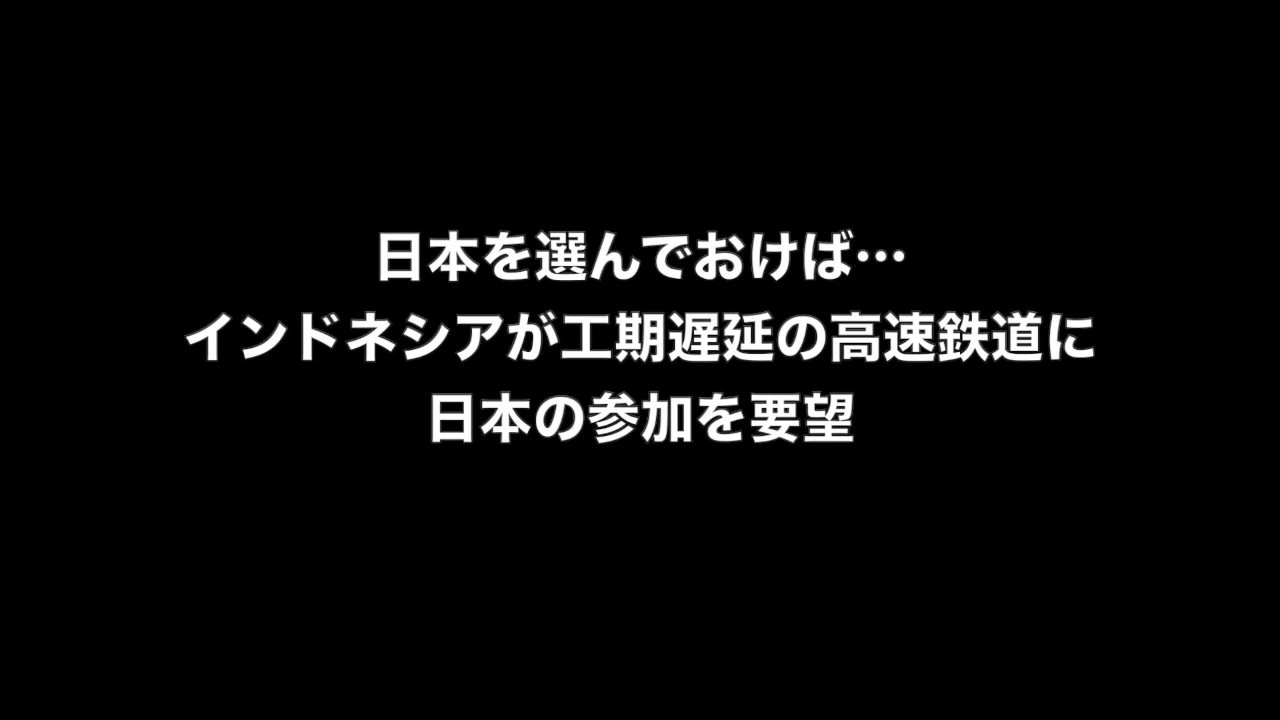 日本を選んでおけば…
インドネシアが工期遅延の高速鉄道に
日本の参加を要望